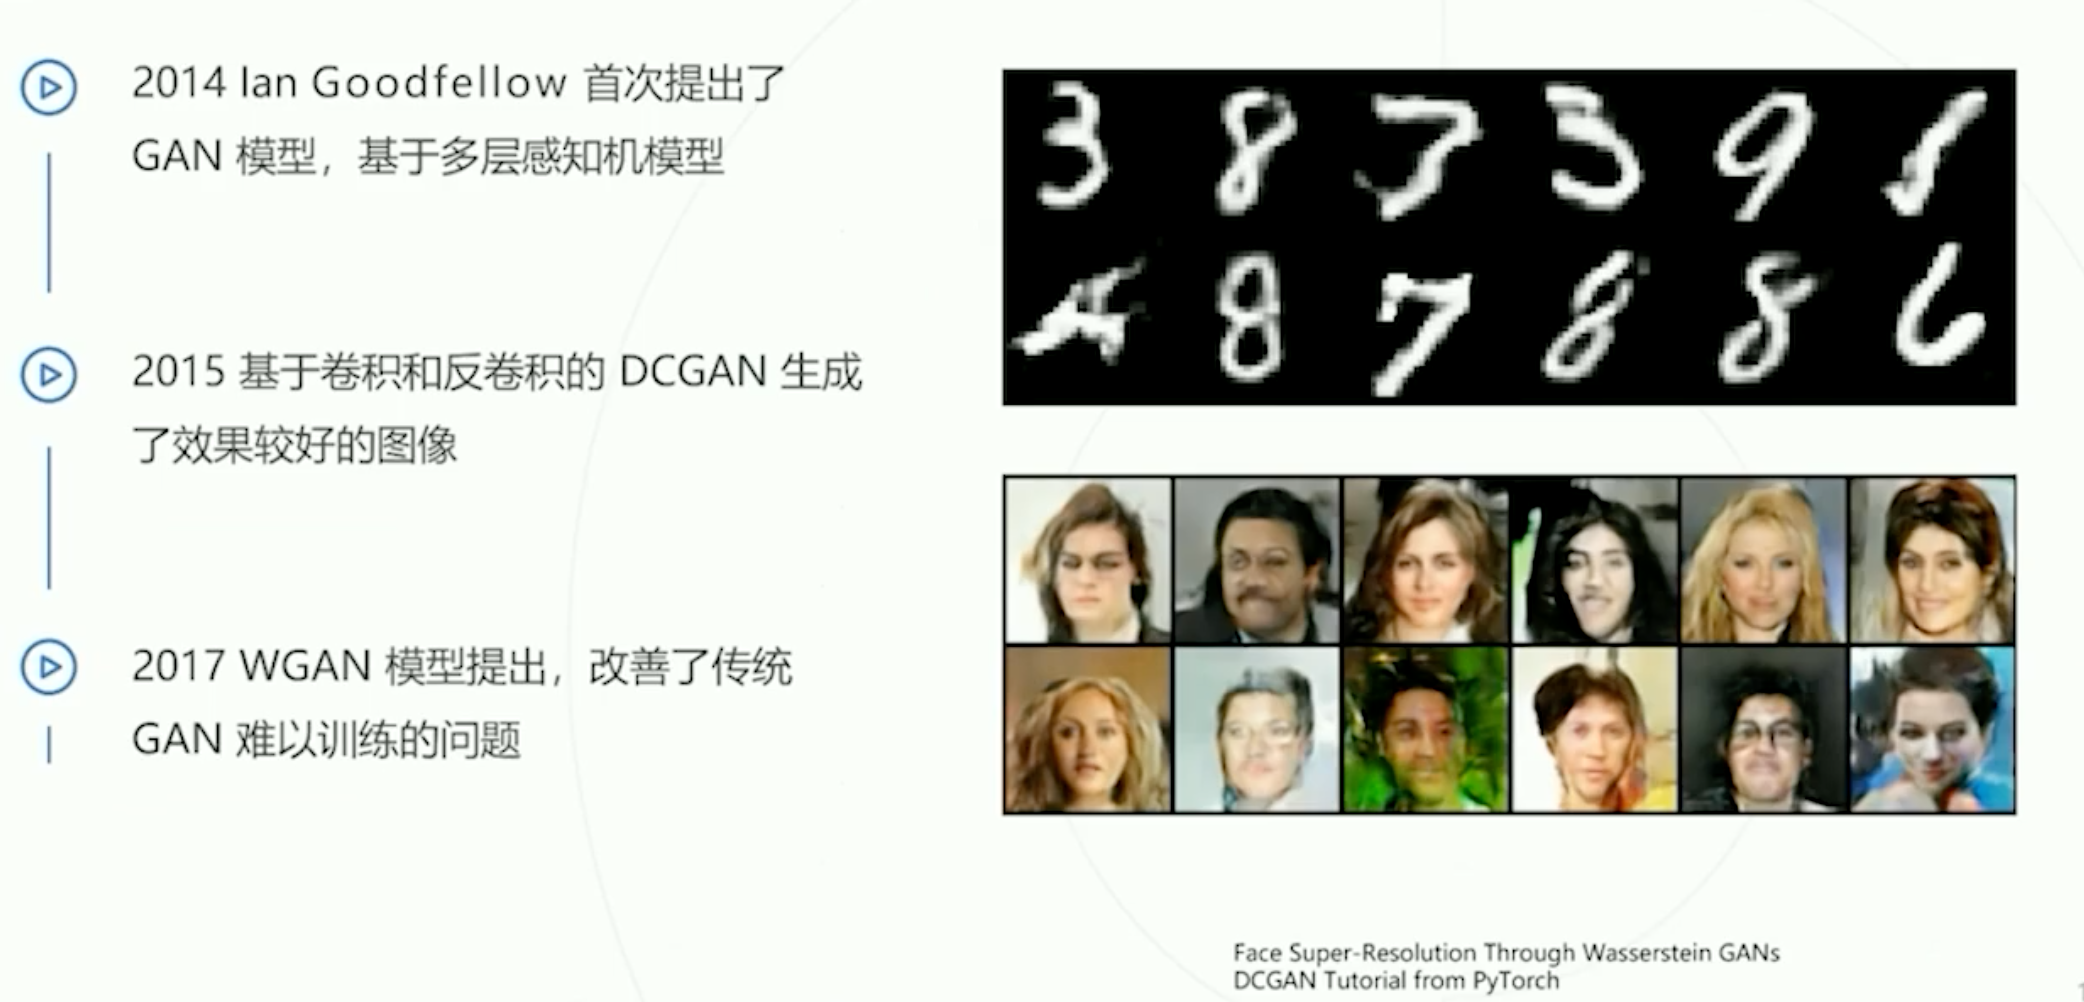 2014 Ian Goodfellow 首次提出了
GAN 模型，基于多层感知机模型
2015 基于卷积和反卷积的 DCGAN 生成
了效果较好的图像
2017 WGAN 模型提出，改善了传统
GAN 难以训练的问题
3 8 7 3 9 1
8 7 8 8 6
Face Super-Resolution Through Wasserstein GANs
DCGAN Tutorial from PyTorch